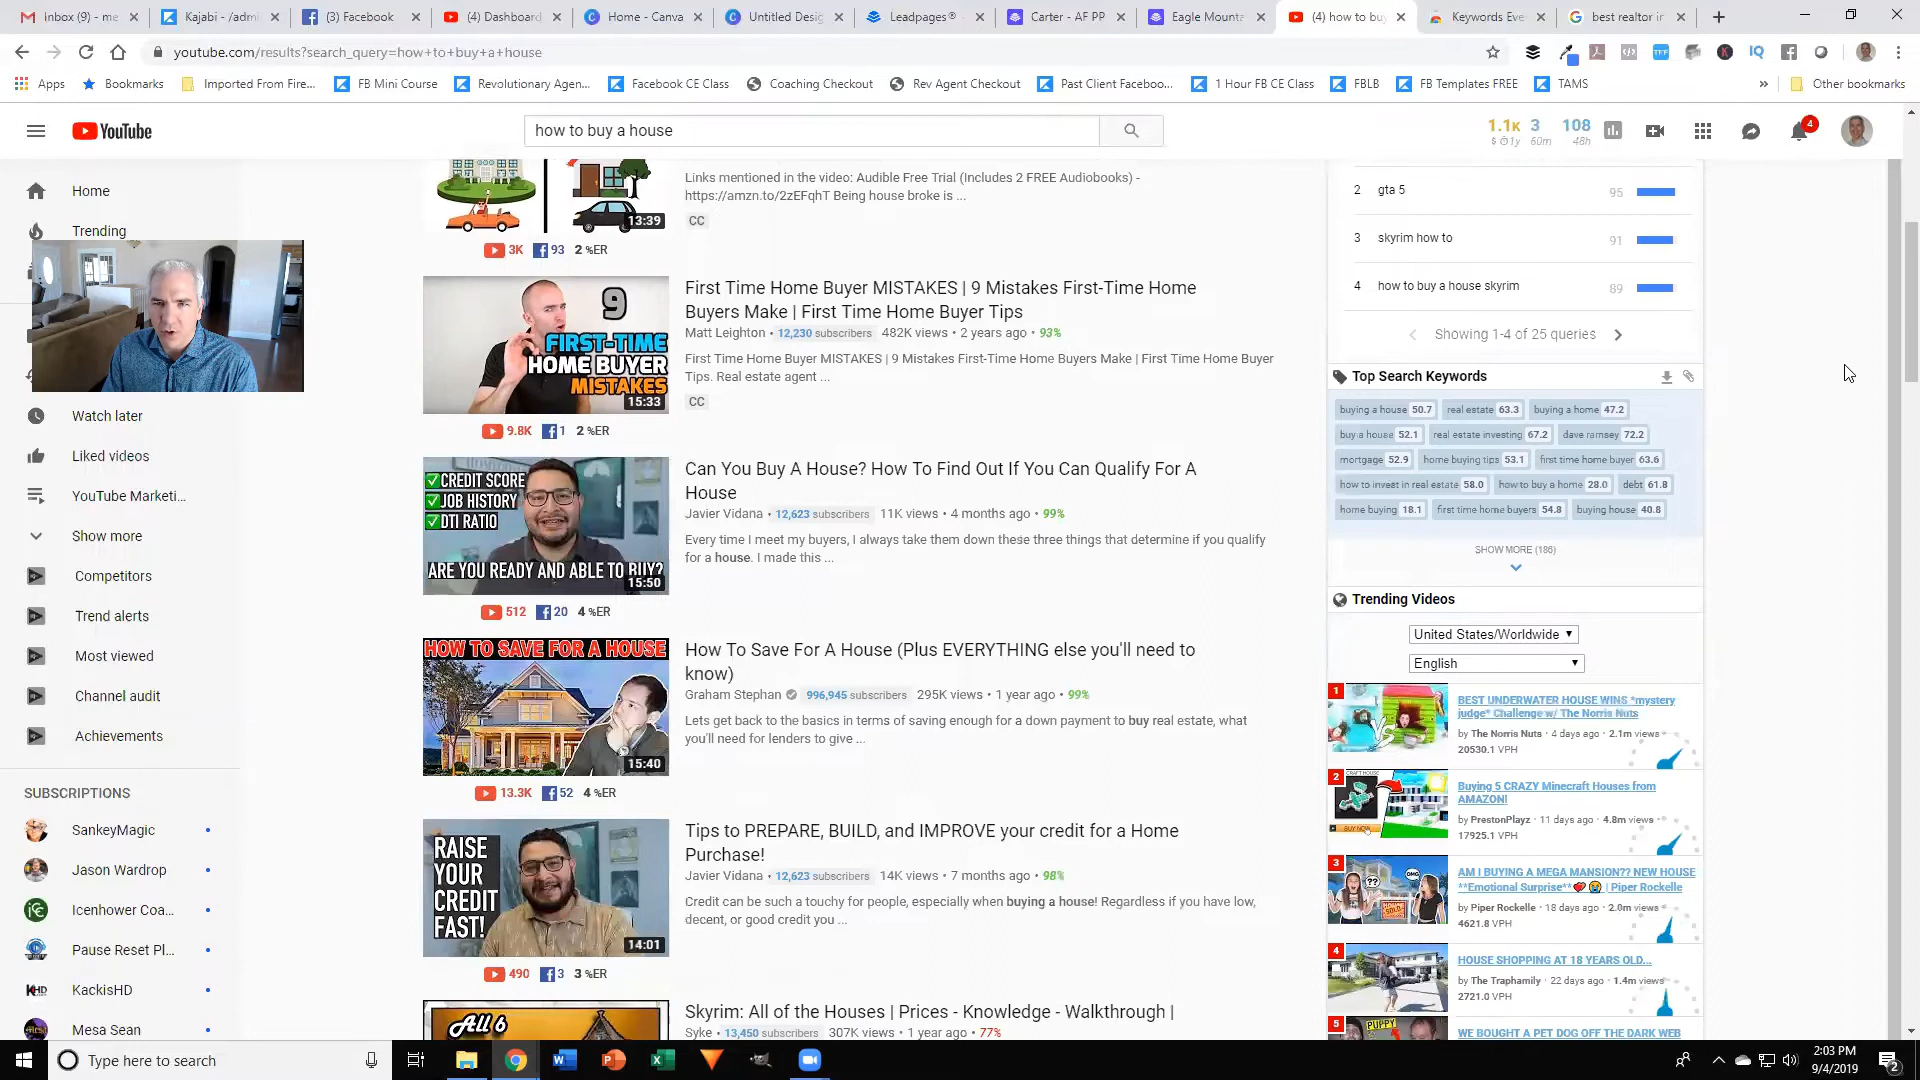 Inbox (9) - me
Kajabi - /admi
(3) Facebook
(4) Dashboard
Home - Canva
Untitled Desig
Leadpages®
Carter - AF PP
Eagle Mounta
(4) how to buy
Keywords Eve
best realtor in
youtube.com/results?search_query=how+to+buy+a+house
Apps
Bookmarks
Imported From Fire...
FB Mini Course
Revolutionary Agen...
Facebook CE Class
Coaching Checkout
Rev Agent Checkout
Past Client Faceboo...
1 Hour FB CE Class
FBLB
FB Templates FREE
TAMS
Other bookmarks
YouTube
how to buy a house
1.1K 3 108
1y 60m 48h
4
Home
Trending
Watch later
Liked videos
YouTube Marketi...
Show more
Competitors
Trend alerts
Most viewed
Channel audit
Achievements
SUBSCRIPTIONS
SankeyMagic
Jason Wardrop
Icenhower Coa...
Pause Reset Pl...
KackisHD
Mesa Sean
Links mentioned in the video: Audible Free Trial (Includes 2 FREE Audiobooks) -
https://amzn.to/2zEFqhT Being house broke is ...
CC
13:39
3K 93 2 %ER
9
FIRST-TIME
HOME BUYER
MISTAKES
15:33
First Time Home Buyer MISTAKES | 9 Mistakes First-Time Home
Buyers Make | First Time Home Buyer Tips
Matt Leighton • 12,230 subscribers 482K views • 2 years ago • 93%
First Time Home Buyer MISTAKES | 9 Mistakes First-Time Home Buyers Make | First Time Home Buyer
Tips. Real estate agent ...
CC
9.8K 1 2 %ER
CREDIT SCORE
JOB HISTORY
DTI RATIO
ARE YOU READY AND ABLE TO BUY?
15:50
Can You Buy A House? How To Find Out If You Can Qualify For A
House
Javier Vidana • 12,623 subscribers 11K views • 4 months ago • 99%
Every time I meet my buyers, I always take them down these three things that determine if you qualify
for a house. I made this ...
512 20 4 %ER
HOW TO SAVE FOR A HOUSE
15:40
How To Save For A House (Plus EVERYTHING else you'll need to
know)
Graham Stephan 996,945 subscribers 295K views • 1 year ago • 99%
Lets get back to the basics in terms of saving enough for a down payment to buy real estate, what
you'll need for lenders to give ...
13.3K 52 4 %ER
RAISE
YOUR
CREDIT
FAST!
14:01
Tips to PREPARE, BUILD, and IMPROVE your credit for a Home
Purchase!
Javier Vidana • 12,623 subscribers 14K views • 7 months ago • 98%
Credit can be such a touchy for people, especially when buying a house! Regardless if you have low,
decent, or good credit you ...
490 3 3 %ER
All 6
Skyrim: All of the Houses | Prices - Knowledge - Walkthrough |
Syke • 13,450 subscribers 307K views • 1 year ago • 77%
2 gta 5 95
3 skyrim how to 91
4 how to buy a house skyrim 89
Showing 1-4 of 25 queries
Top Search Keywords
buying a house 50.7 real estate 63.3 buying a home 47.2
buy a house 52.1 real estate investing 67.2 dave ramsey 72.2
mortgage 52.9 home buying tips 53.1 first time home buyer 63.6
how to invest in real estate 58.0 how to buy a home 28.0 debt 61.8
home buying 18.1 first time home buyers 54.8 buying house 40.8
SHOW MORE (186)
Trending Videos
United States/Worldwide
English
1
BEST UNDERWATER HOUSE WINS *mystery
judge* Challenge w/ The Norris Nuts
by The Norris Nuts • 4 days ago • 2.1m views •
20530.1 VPH
2
BUY NOW
Buying 5 CRAZY Minecraft Houses from
AMAZON!
by PrestonPlayz • 11 days ago • 4.8m views •
17925.1 VPH
3
??
OMG
SOLD
AM I BUYING A MEGA MANSION?? NEW HOUSE
**Emotional Surprise** | Piper Rockelle
by Piper Rockelle • 18 days ago • 2.0m views •
4621.8 VPH
4
HOUSE SHOPPING AT 18 YEARS OLD...
by The Traphamily • 22 days ago • 1.4m views •
2721.0 VPH
5
PUPPY
WE BOUGHT A PET DOG OFF THE DARK WEB
Type here to search
2:03 PM
9/4/2019
2